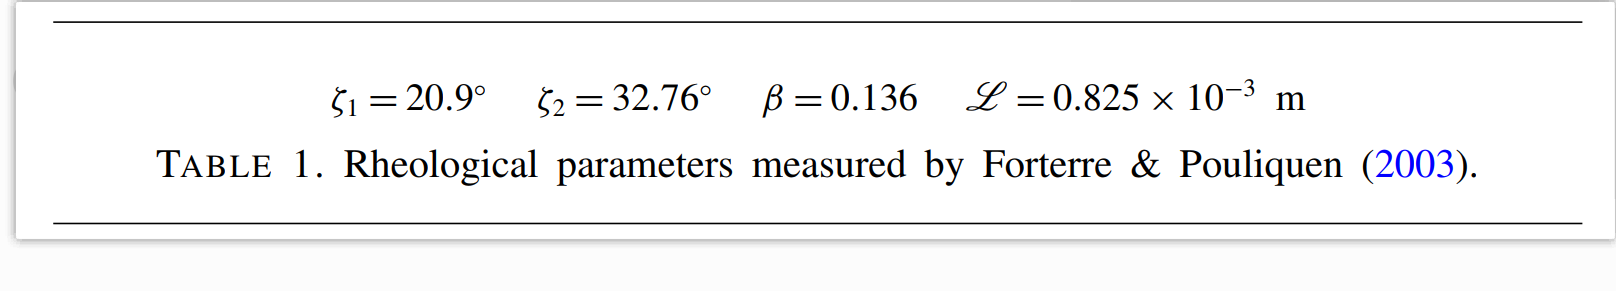 ζ₁ = 20.9° ζ₂ = 32.76° β = 0.136 ℒ = 0.825 × 10⁻³ m
TABLE 1. Rheological parameters measured by Forterre & Pouliquen (2003).